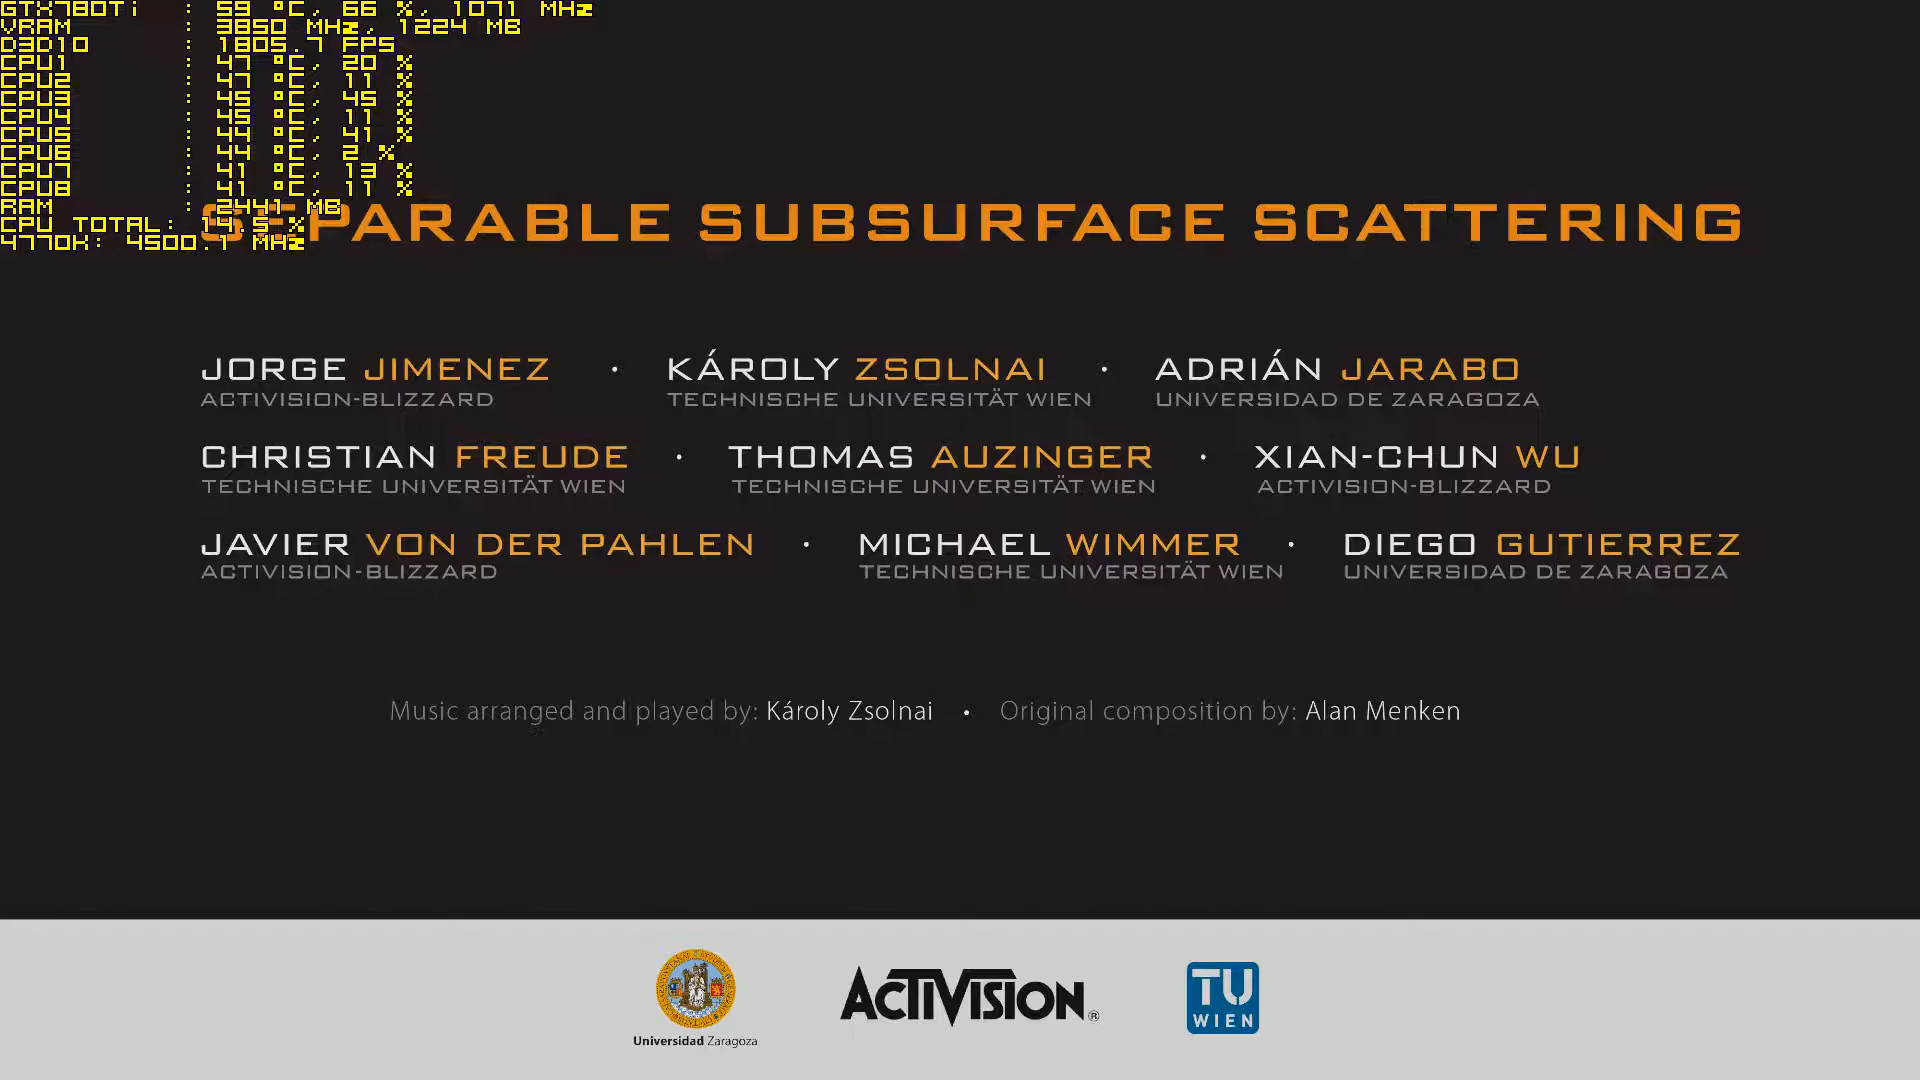 GTX780Ti : 59 °C, 66 %, 1071 MHz
VRAM : 3850 MHz, 1224 MB
D3D10 : 1805.7 FPS
CPU1 : 47 °C, 20 %
CPU2 : 47 °C, 11 %
CPU3 : 45 °C, 45 %
CPU4 : 45 °C, 11 %
CPU5 : 44 °C, 41 %
CPU6 : 44 °C, 2 %
CPU7 : 41 °C, 13 %
CPU8 : 41 °C, 11 %
RAM : 2441 MB
CPU TOTAL: 19.5 %
4770K: 4500.1 MHz
SEPARABLE SUBSURFACE SCATTERING
JORGE JIMENEZ • KÁROLY ZSOLNAI • ADRIÁN JARABO
ACTIVISION-BLIZZARD TECHNISCHE UNIVERSITÄT WIEN UNIVERSIDAD DE ZARAGOZA
CHRISTIAN FREUDE • THOMAS AUZINGER • XIAN-CHUN WU
TECHNISCHE UNIVERSITÄT WIEN TECHNISCHE UNIVERSITÄT WIEN ACTIVISION-BLIZZARD
JAVIER VON DER PAHLEN • MICHAEL WIMMER • DIEGO GUTIERREZ
ACTIVISION-BLIZZARD TECHNISCHE UNIVERSITÄT WIEN UNIVERSIDAD DE ZARAGOZA
Music arranged and played by: Károly Zsolnai • Original composition by: Alan Menken
ACTIVISION®
TU
WIEN
Universidad Zaragoza